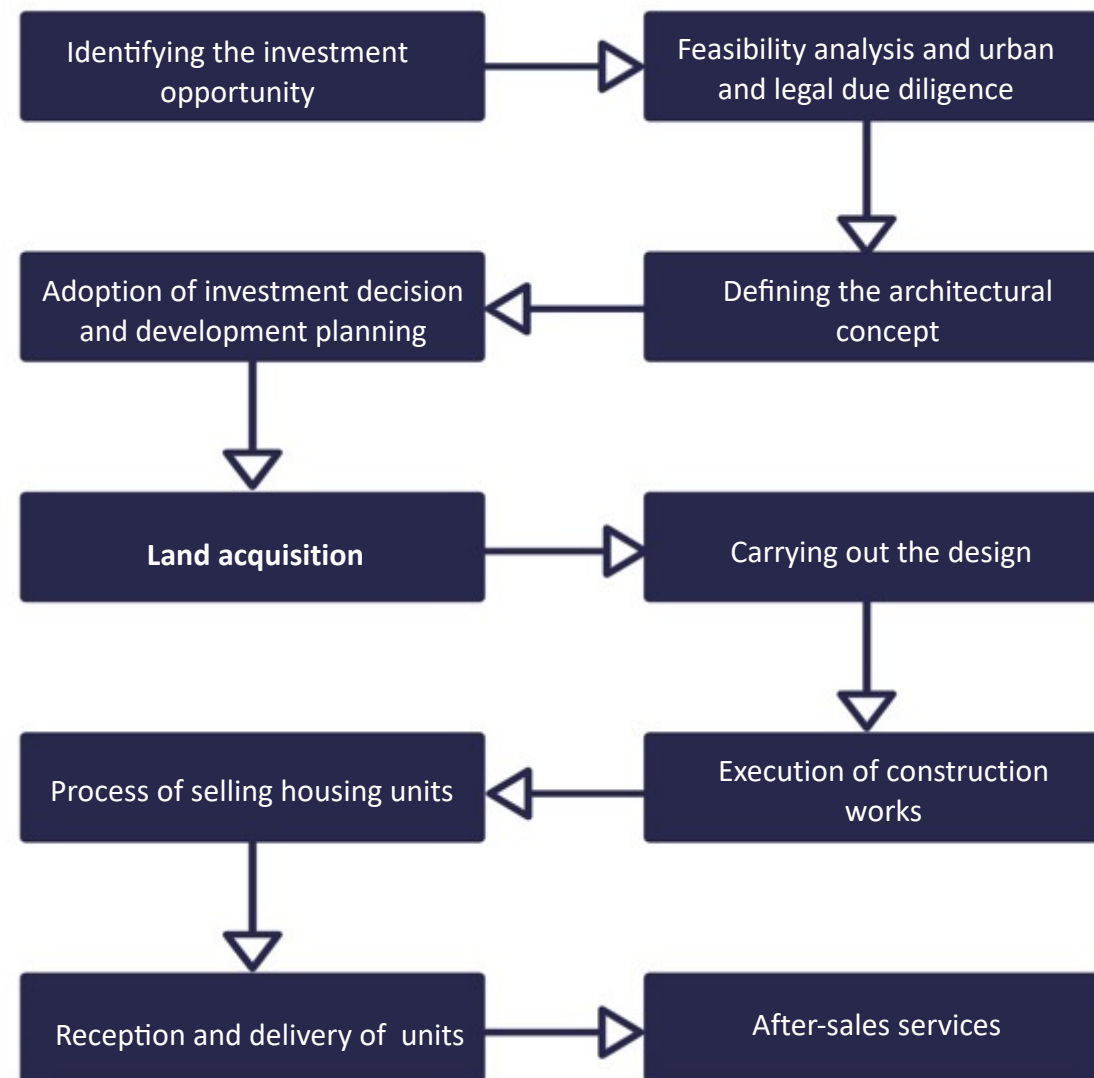 Identifying the investment
opportunity
Feasibility analysis and urban
and legal due diligence
Defining the architectural
concept
Adoption of investment decision
and development planning
Land acquisition
Carrying out the design
Execution of construction
works
Process of selling housing units
Reception and delivery of units
After-sales services